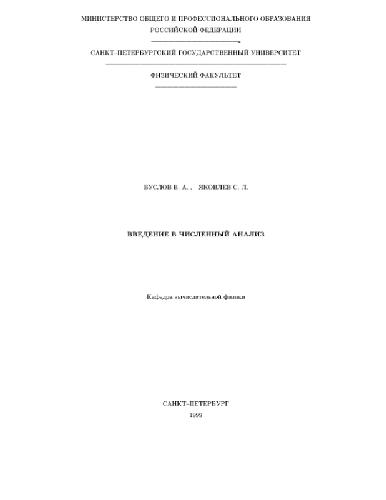 МИНИСТЕРСТВО ОБЩЕГО И ПРОФЕССИОНАЛЬНОГО ОБРАЗОВАНИЯ
РОССИЙСКОЙ ФЕДЕРАЦИИ
САНКТ-ПЕТЕРБУРГСКИЙ ГОСУДАРСТВЕННЫЙ УНИВЕРСИТЕТ
ФИЗИЧЕСКИЙ ФАКУЛЬТЕТ
БУСЛОВ В. А., ЯКОВЛЕВ С. Л.
ВВЕДЕНИЕ В ЧИСЛЕННЫЙ АНАЛИЗ
Кафедра вычислительной физики
САНКТ-ПЕТЕРБУРГ
1999